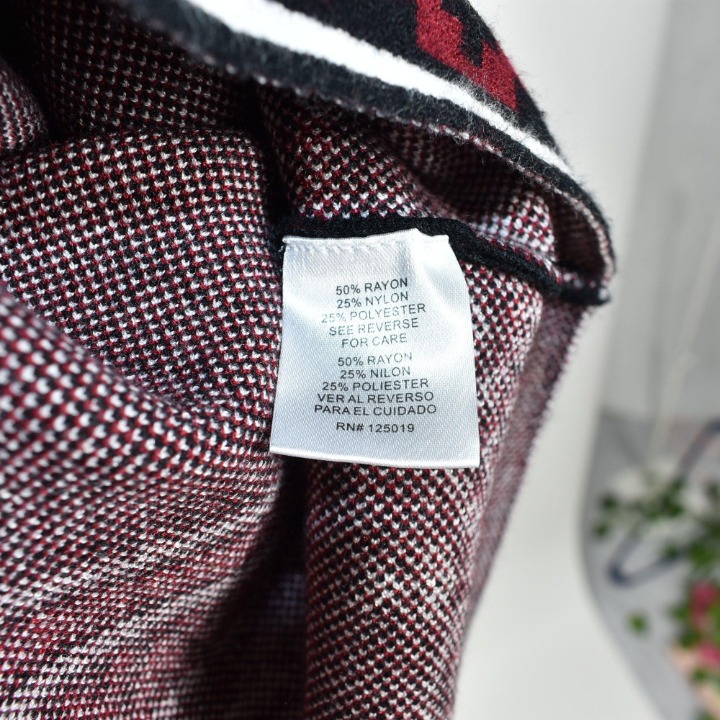 50% RAYON
25% NYLON
25% POLYESTER
SEE REVERSE
FOR CARE
50% RAYON
25% NILON
25% POLIESTER
VER AL REVERSO
PARA EL CUIDADO
RN# 125019